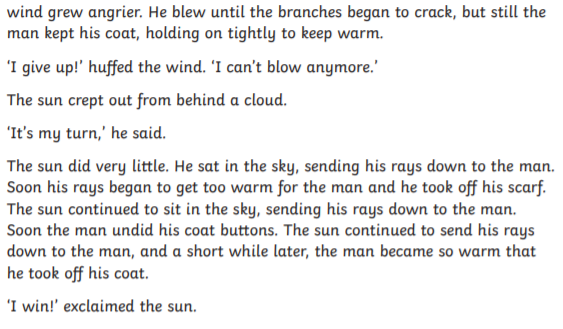 wind grew angrier. He blew until the branches began to crack, but still the
man kept his coat, holding on tightly to keep warm.
‘I give up!’ huffed the wind. ‘I can’t blow anymore.’
The sun crept out from behind a cloud.
‘It’s my turn,’ he said.
The sun did very little. He sat in the sky, sending his rays down to the man.
Soon his rays began to get too warm for the man and he took off his scarf.
The sun continued to sit in the sky, sending his rays down to the man.
Soon the man undid his coat buttons. The sun continued to send his rays
down to the man, and a short while later, the man became so warm that
he took off his coat.
‘I win!’ exclaimed the sun.